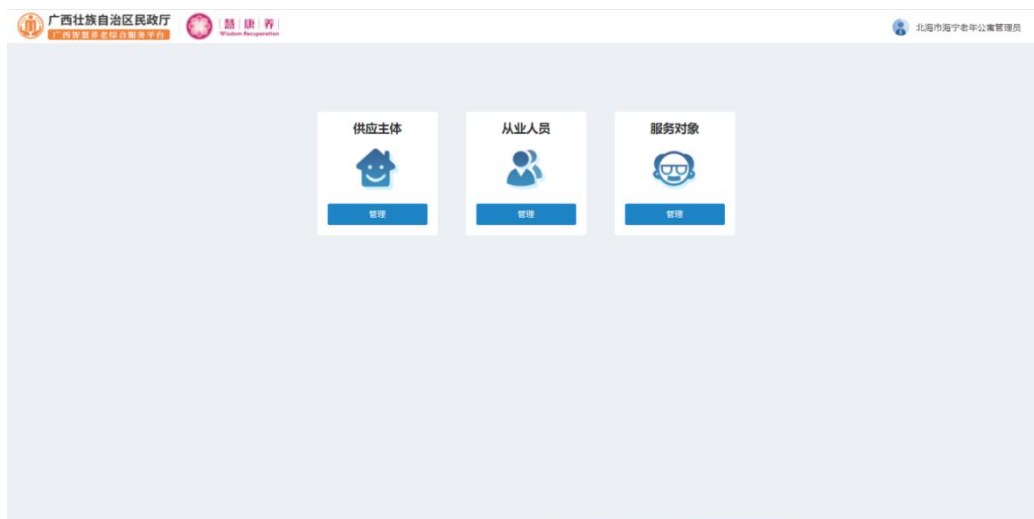 广西壮族自治区民政厅
广西智慧养老综合服务平台
慧 康 养
Wisdom Recuperation
北海市海宁老年公寓管理员
供应主体
从业人员
服务对象
管理
管理
管理